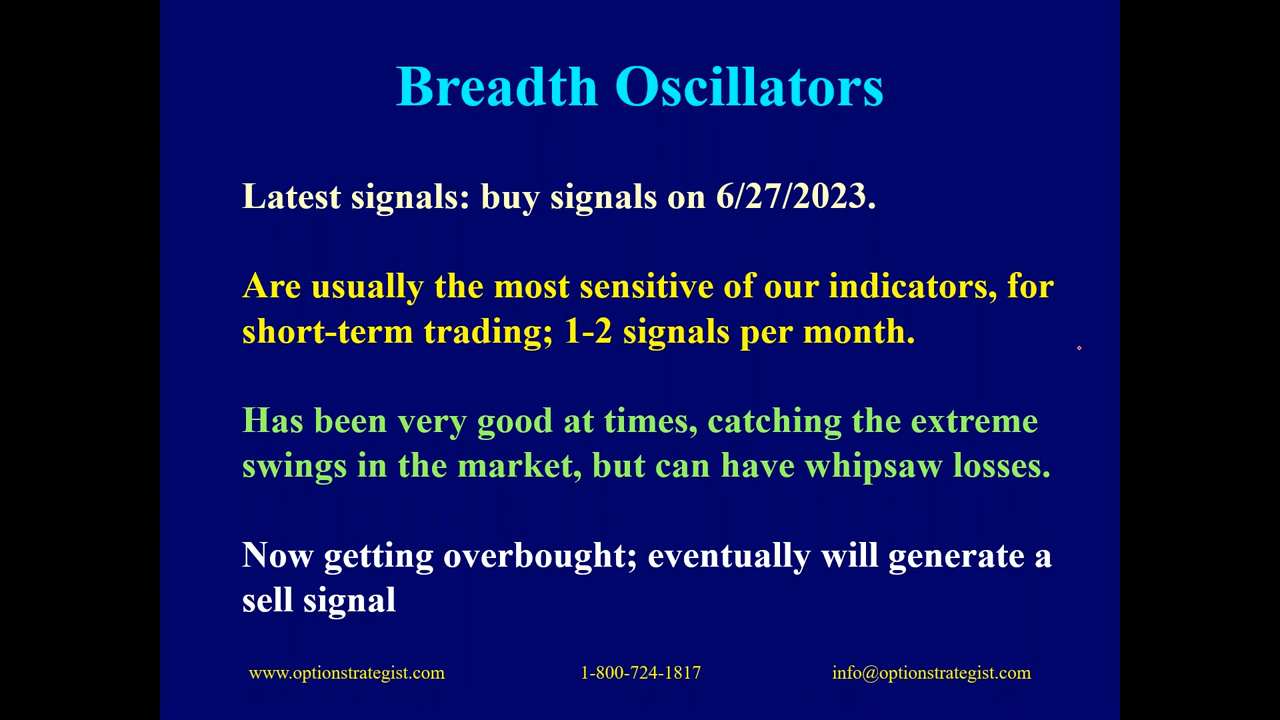 Breadth Oscillators
Latest signals: buy signals on 6/27/2023.
Are usually the most sensitive of our indicators, for
short-term trading; 1-2 signals per month.
Has been very good at times, catching the extreme
swings in the market, but can have whipsaw losses.
Now getting overbought; eventually will generate a
sell signal
www.optionstrategist.com 1-800-724-1817 info@optionstrategist.com